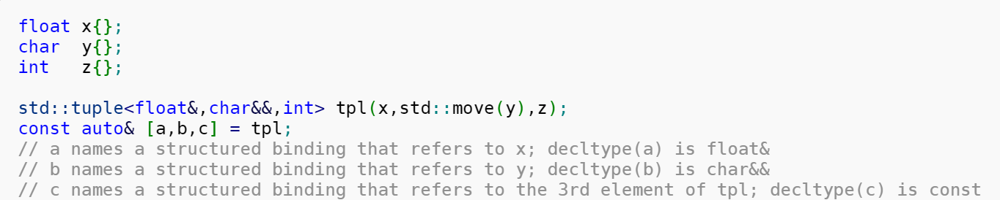 float x{};
char  y{};
int   z{};

std::tuple<float&,char&&,int> tpl(x,std::move(y),z);
const auto& [a,b,c] = tpl;
// a names a structured binding that refers to x; decltype(a) is float&
// b names a structured binding that refers to y; decltype(b) is char&&
// c names a structured binding that refers to the 3rd element of tpl; decltype(c) is const